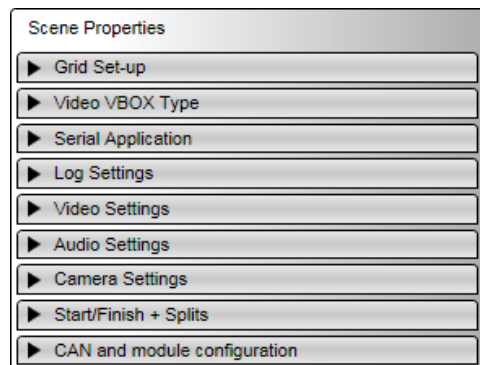 Scene Properties
Grid Set-up
Video VBOX Type
Serial Application
Log Settings
Video Settings
Audio Settings
Camera Settings
Start/Finish + Splits
CAN and module configuration